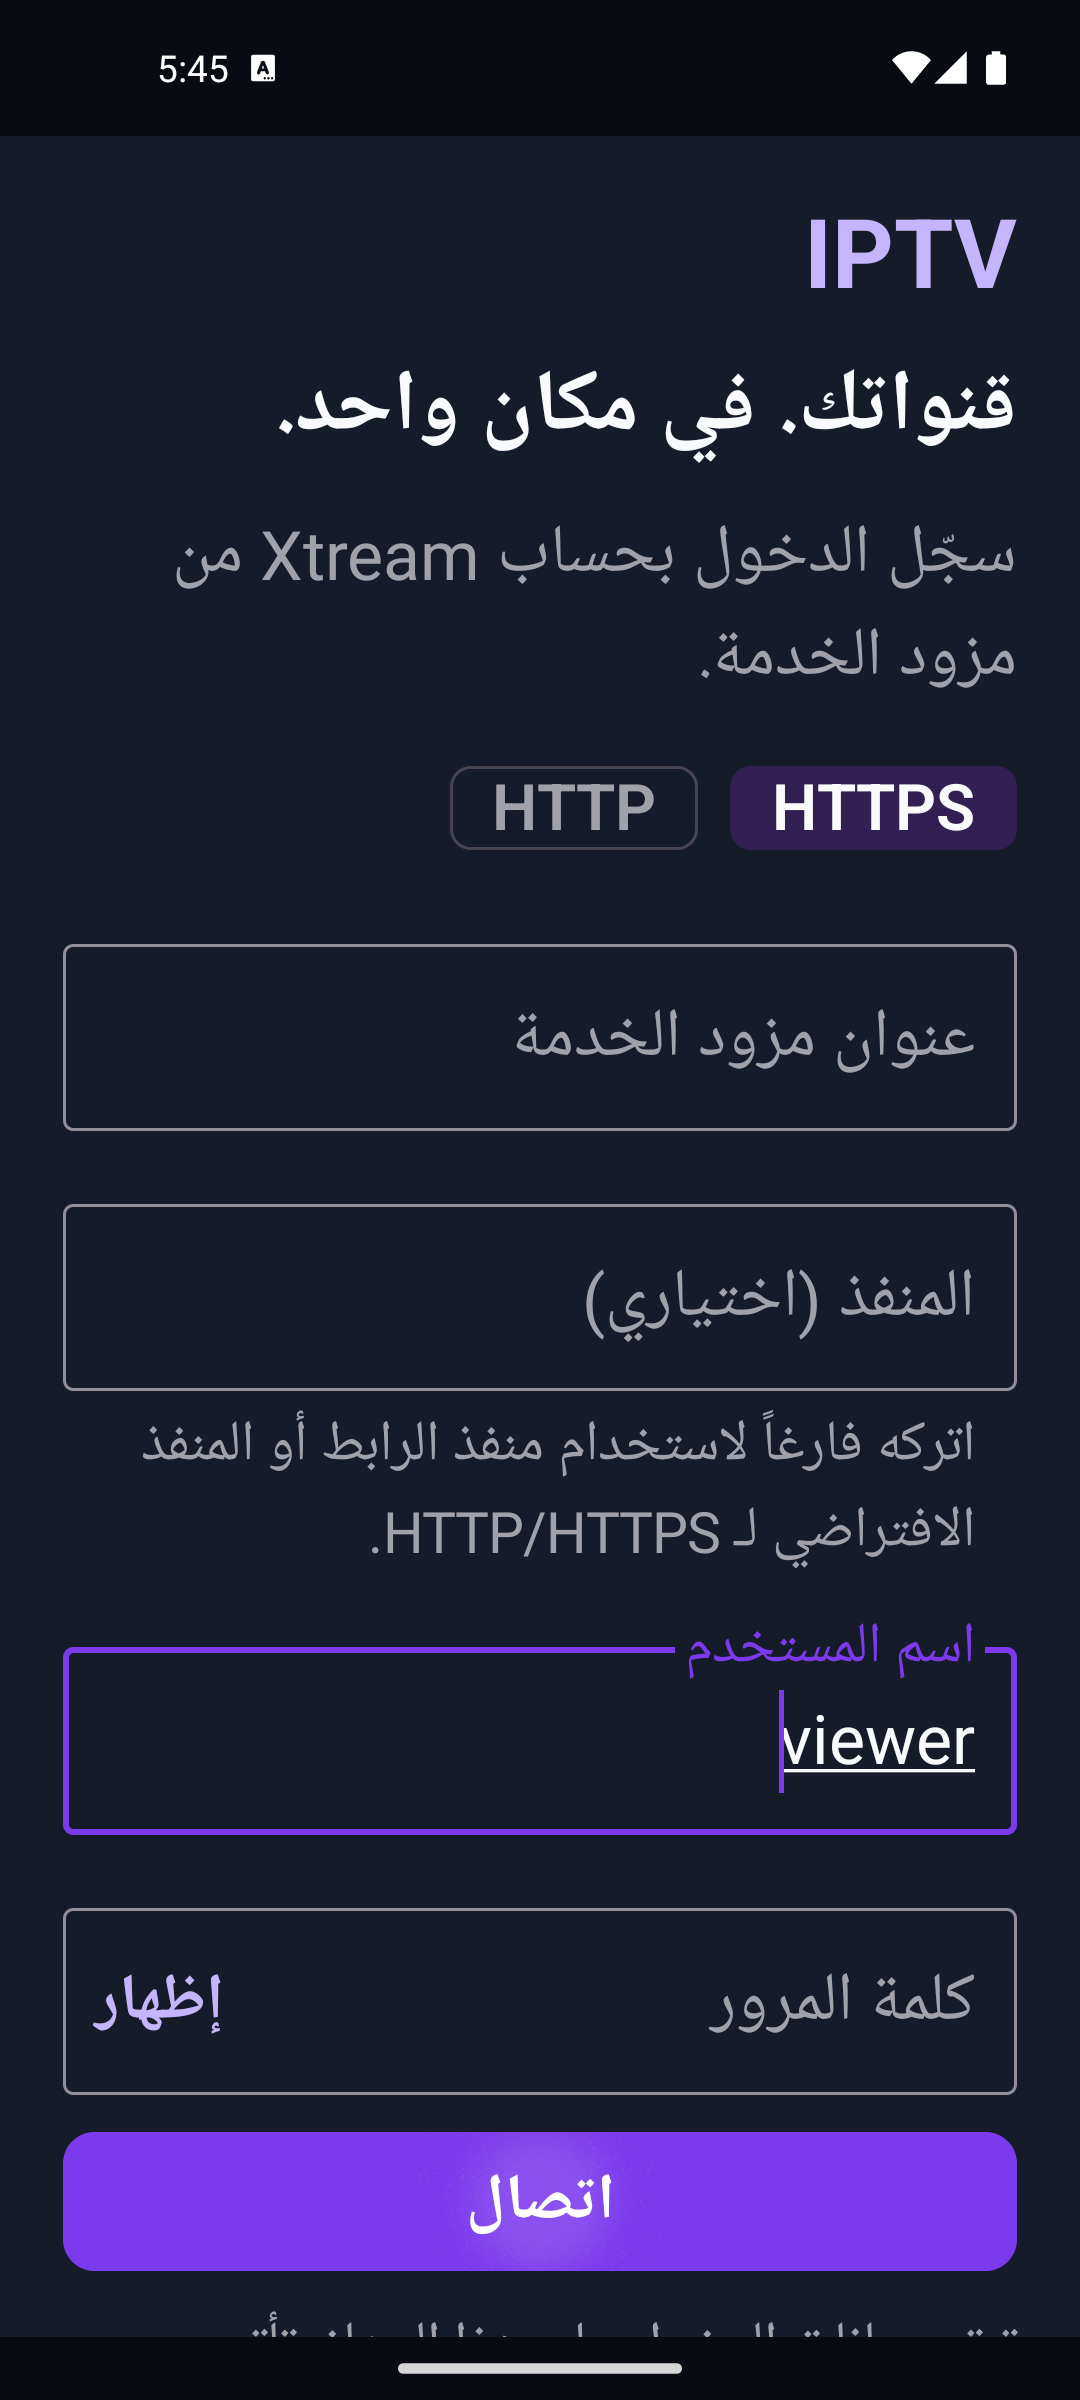 5:45
IPTV
قنواتك. في مكان واحد.
سجّل الدخول بحساب Xtream من
مزود الخدمة.
HTTPS HTTP
عنوان مزود الخدمة
المنفذ (اختياري)
اتركه فارغاً لاستخدام منفذ الرابط أو المنفذ
الافتراضي لـ HTTP/HTTPS.
اسم المستخدم
viewer
كلمة المرور إظهار
اتصال